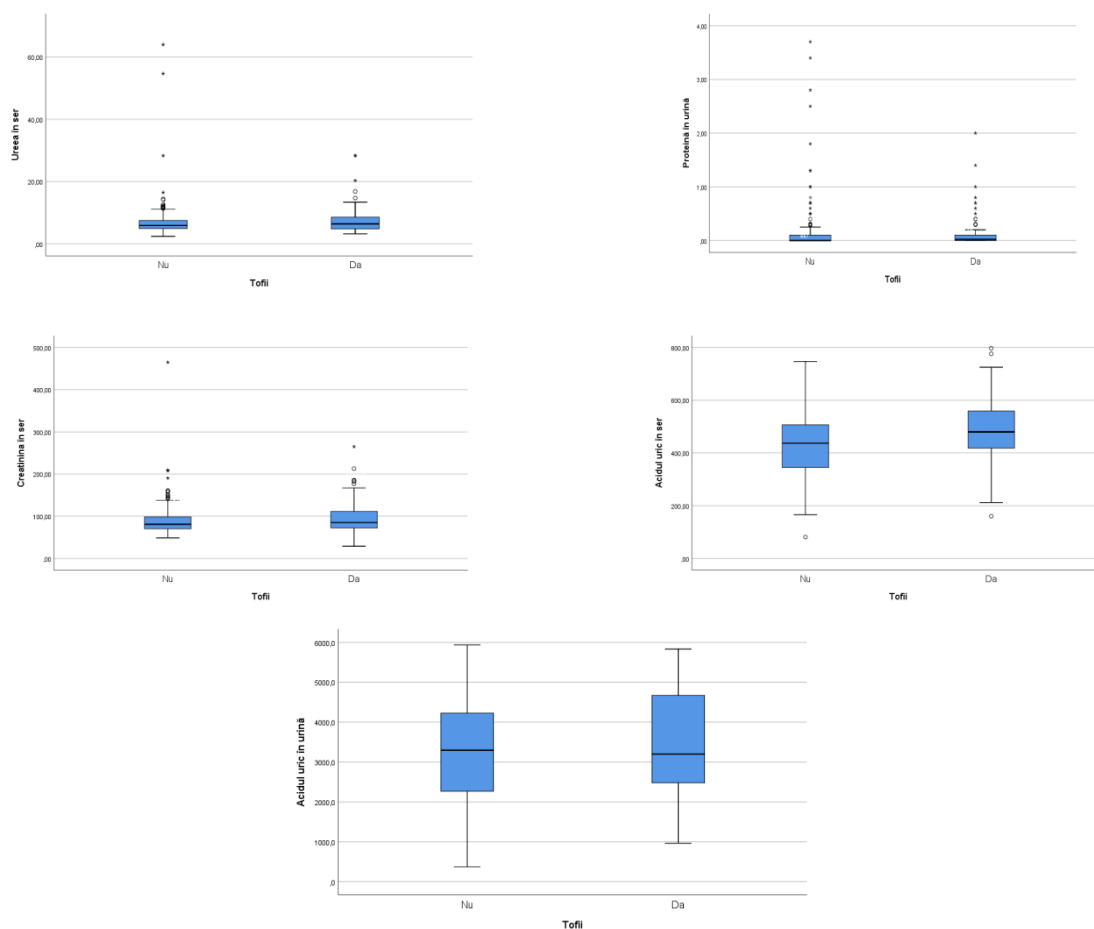 60,00
40,00
20,00
,00
Ureea în ser
Nu
Da
Tofii
4,00
3,00
2,00
1,00
,00
Proteină în urină
Nu
Da
Tofii
500,00
400,00
300,00
200,00
100,00
,00
Creatinina în ser
Nu
Da
Tofii
800,00
600,00
400,00
200,00
,00
Acidul uric în ser
Nu
Da
Tofii
6000,0
5000,0
4000,0
3000,0
2000,0
1000,0
,0
Acidul uric în urină
Nu
Da
Tofii